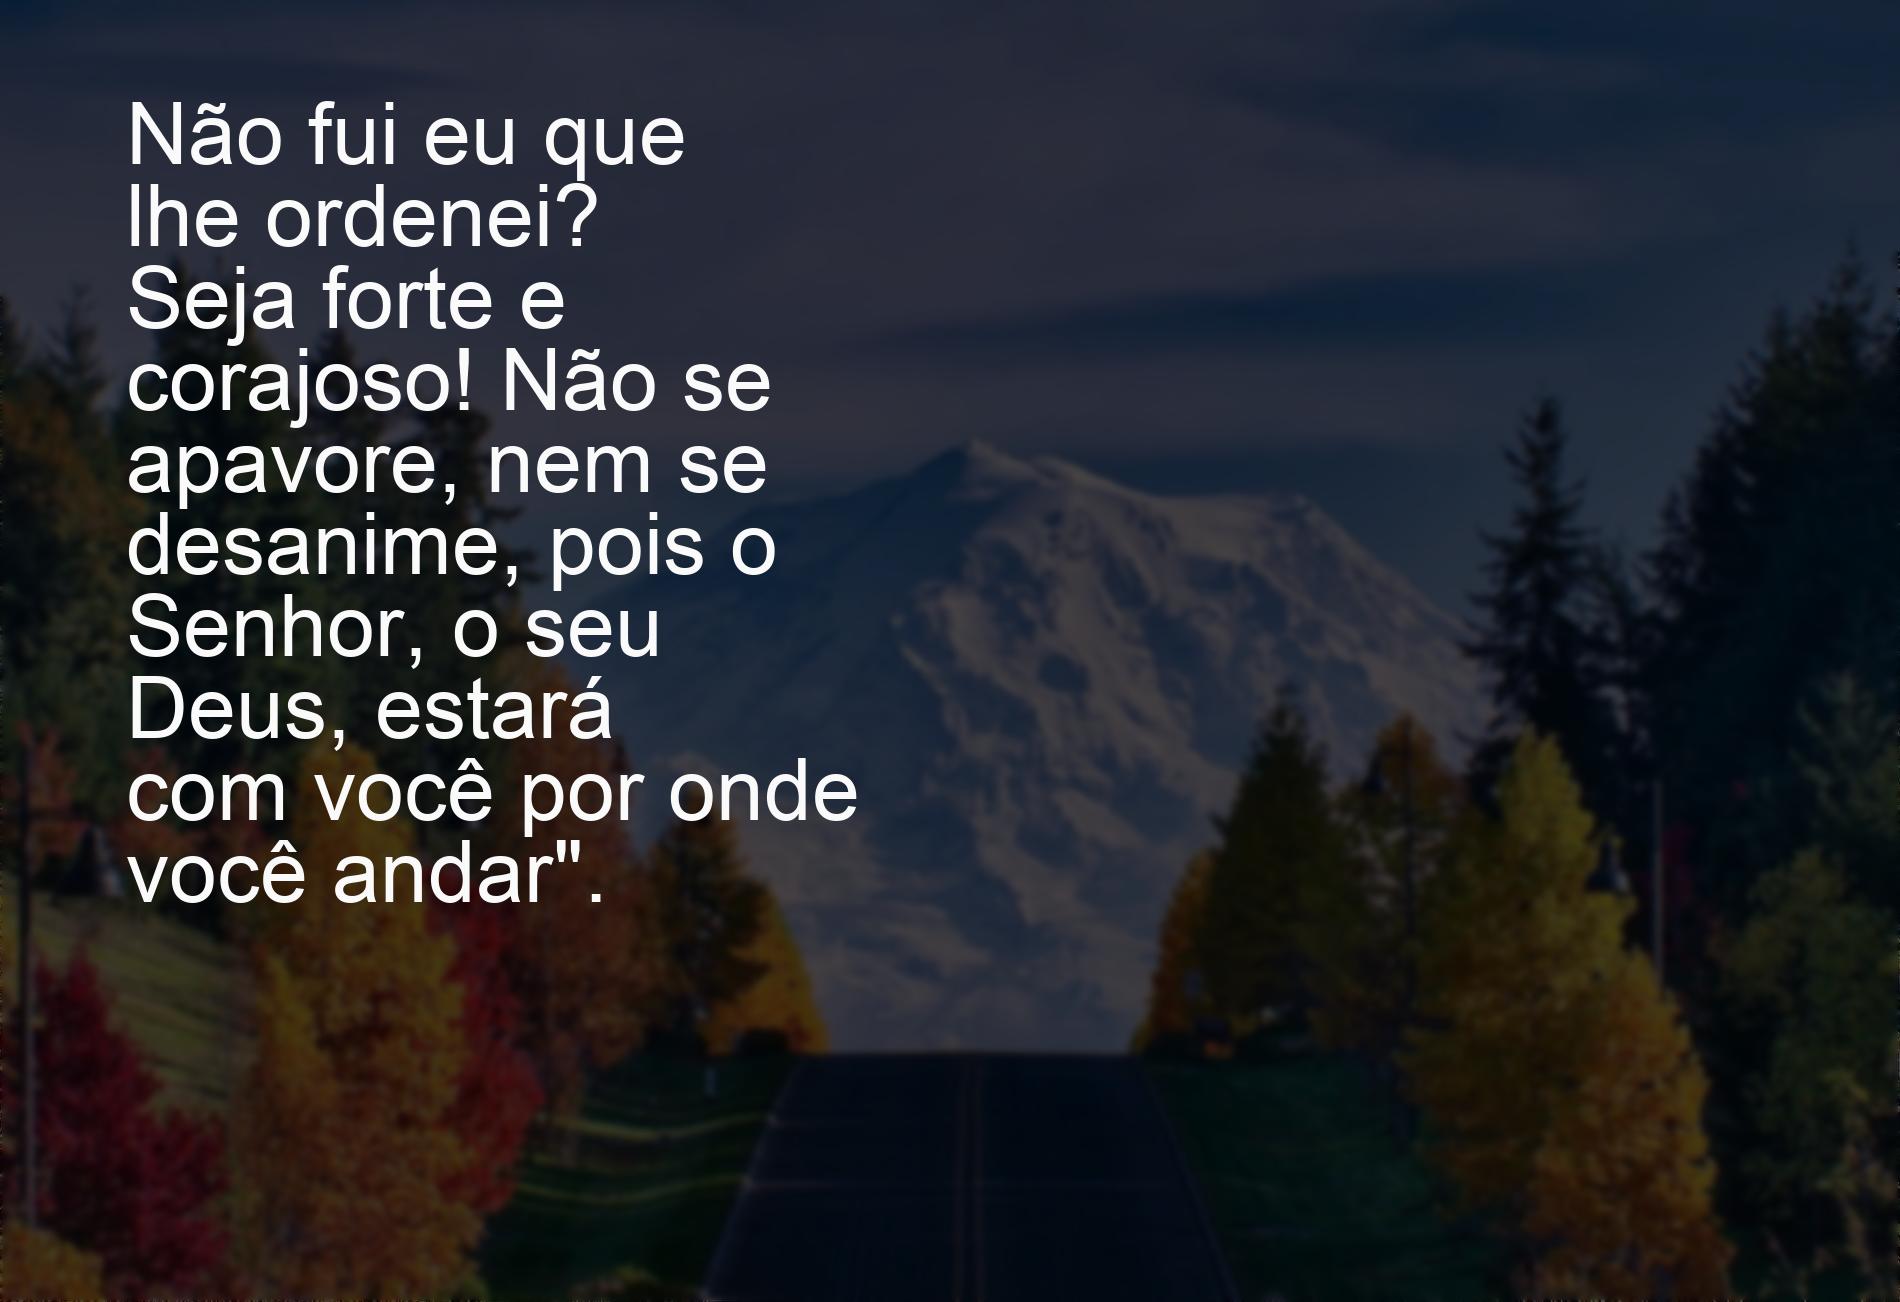 Não fui eu que
lhe ordenei?
Seja forte e
corajoso! Não se
apavore, nem se
desanime, pois o
Senhor, o seu
Deus, estará
com você por onde
você andar".